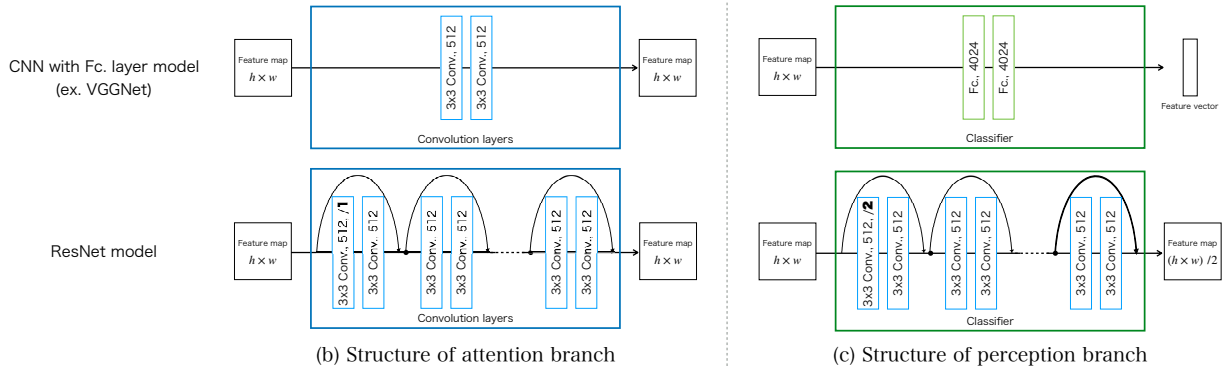 CNN with Fc. layer model
(ex. VGGNet)
Feature map
h × w
3x3 Conv., 512
3x3 Conv., 512
Convolution layers
Feature map
h × w
Feature map
h × w
Fc., 4024
Fc., 4024
Classifier
Feature vector
ResNet model
Feature map
h × w
3x3 Conv., 512, /1
3x3 Conv., 512
3x3 Conv., 512
3x3 Conv., 512
3x3 Conv., 512
3x3 Conv., 512
Convolution layers
Feature map
h × w
Feature map
h × w
3x3 Conv., 512, /2
3x3 Conv., 512
3x3 Conv., 512
3x3 Conv., 512
3x3 Conv., 512
3x3 Conv., 512
Classifier
Feature map
(h × w) /2
(b) Structure of attention branch
(c) Structure of perception branch